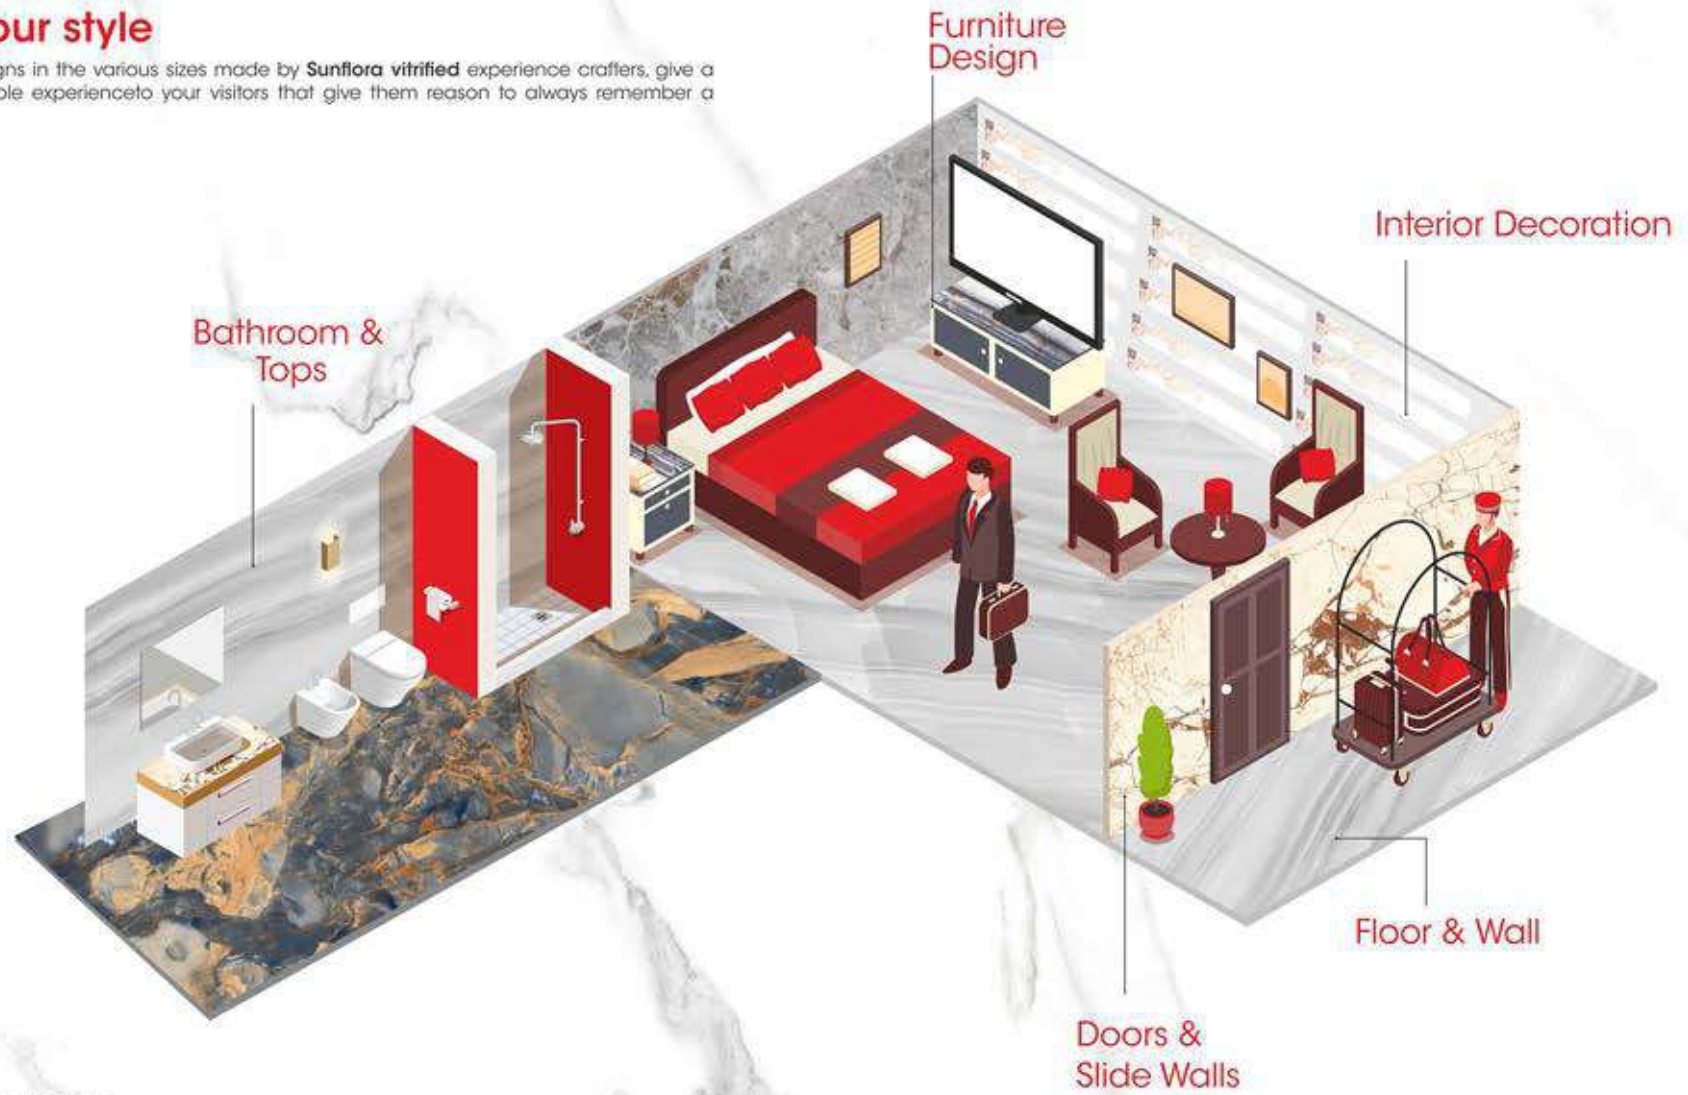 our style
gns in the various sizes made by Sunflora vitrified experience crafters, give a
ble experienceto your visitors that give them reason to always remember a
Furniture
Design
Interior Decoration
Bathroom &
Tops
Floor & Wall
Doors &
Slide Walls